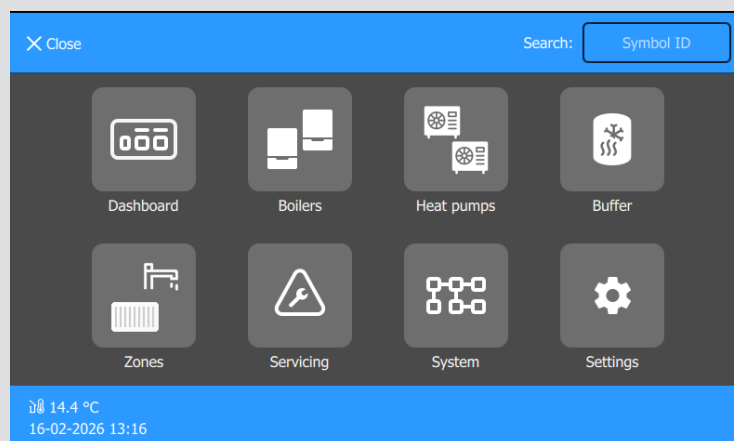 Close Search: Symbol ID
Dashboard Boilers Heat pumps Buffer
Zones Servicing System Settings
14.4 °C
16-02-2026 13:16